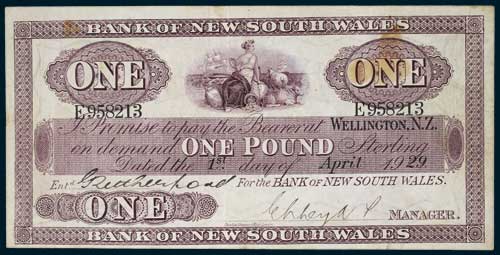 BANK OF NEW SOUTH WALES
ONE ONE
E958213 E958213
I Promise to pay the Bearer at WELLINGTON, N.Z.
on demand ONE POUND Sterling
Dated the 1st day of April 1929
Entd. For the BANK OF NEW SOUTH WALES.
ONE
MANAGER.
BANK OF NEW SOUTH WALES